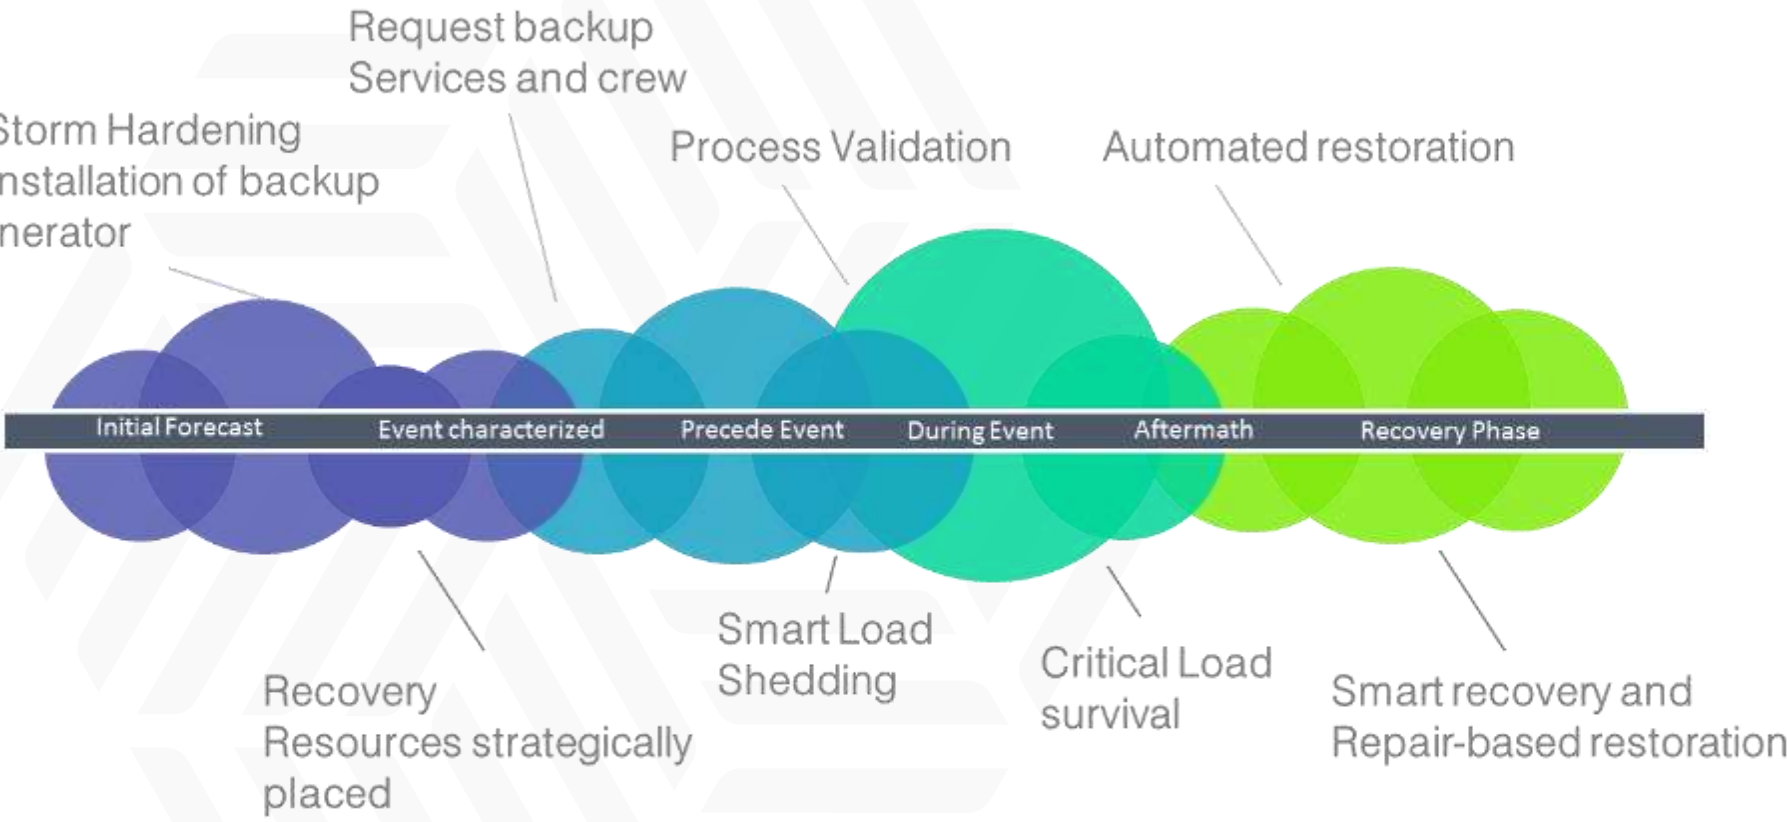 Request backup
Services and crew
Storm Hardening
nstallation of backup
nerator
Process Validation
Automated restoration
Initial Forecast
Event characterized
Precede Event
During Event
Aftermath
Recovery Phase
Recovery
Resources strategically
placed
Smart Load
Shedding
Critical Load
survival
Smart recovery and
Repair-based restoration